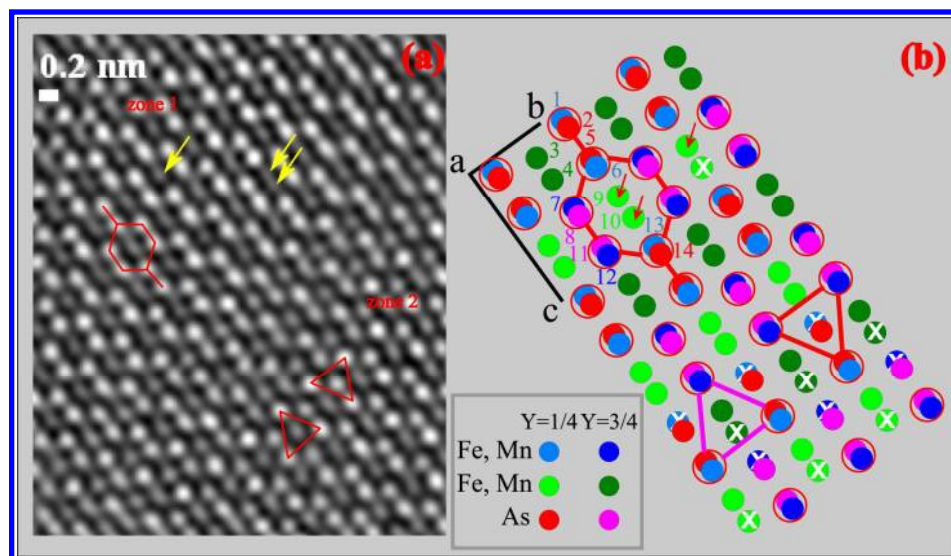 (a)
0.2 nm
zone 1
zone 2
(b)
1
b
2
5
3
a
4
6
9
7
10
13
8
11
14
12
c
X
X
X
X
X
X
X
X
X
X
X
X
X
Y=1/4 Y=3/4
Fe, Mn
Fe, Mn
As